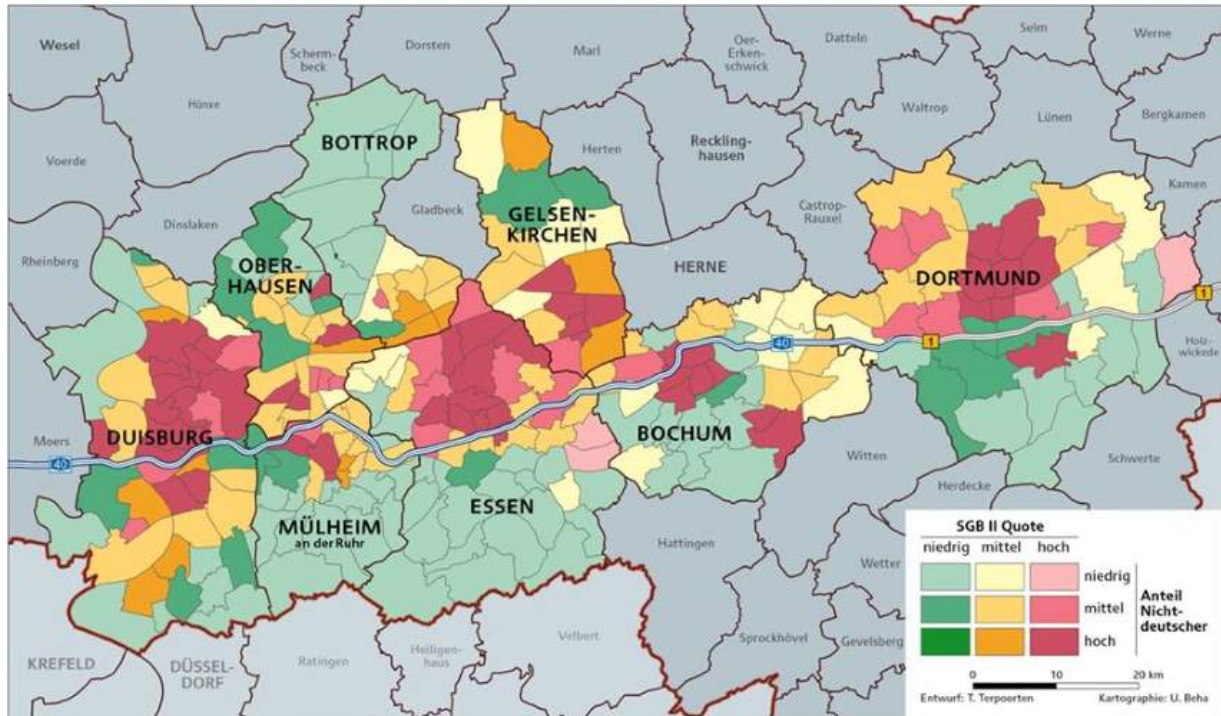 Wesel
Scherm-
beck
Dorsten
Marl
Oer-
Erken-
schwick
Datteln
Selm
Werne
Hünxe
Waltrop
Lünen
Bergkamen
BOTTROP
Herten
Reckling-
hausen
Voerde
Dinslaken
Gladbeck
GELSEN-
KIRCHEN
Castrop-
Rauxel
Kamen
Rheinberg
OBER-
HAUSEN
HERNE
DORTMUND
1
40
1
Holz-
wickede
Moers
DUISBURG
40
BOCHUM
Witten
Schwerte
MÜLHEIM
an der Ruhr
ESSEN
Hattingen
Herdecke
Wetter
Sprockhövel
Gevelsberg
KREFELD
DÜSSEL-
DORF
Ratingen
Heiligen-
haus
Velbert
SGB II Quote
niedrig mittel hoch
niedrig
mittel
hoch
Anteil
Nicht-
deutscher
0 10 20 km
Entwurf: T. Terpoorten Kartographie: U. Beha